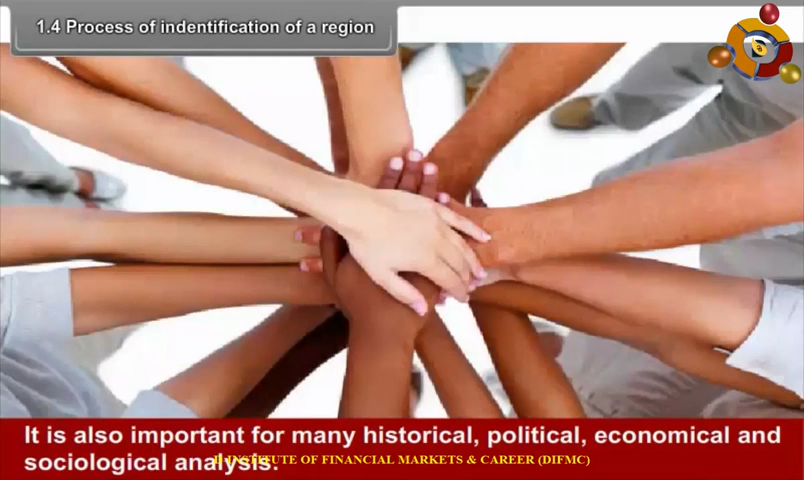 1.4 Process of indentification of a region
It is also important for many historical, political, economical and
sociological analysis.
INSTITUTE OF FINANCIAL MARKETS & CAREER (DIFMC)